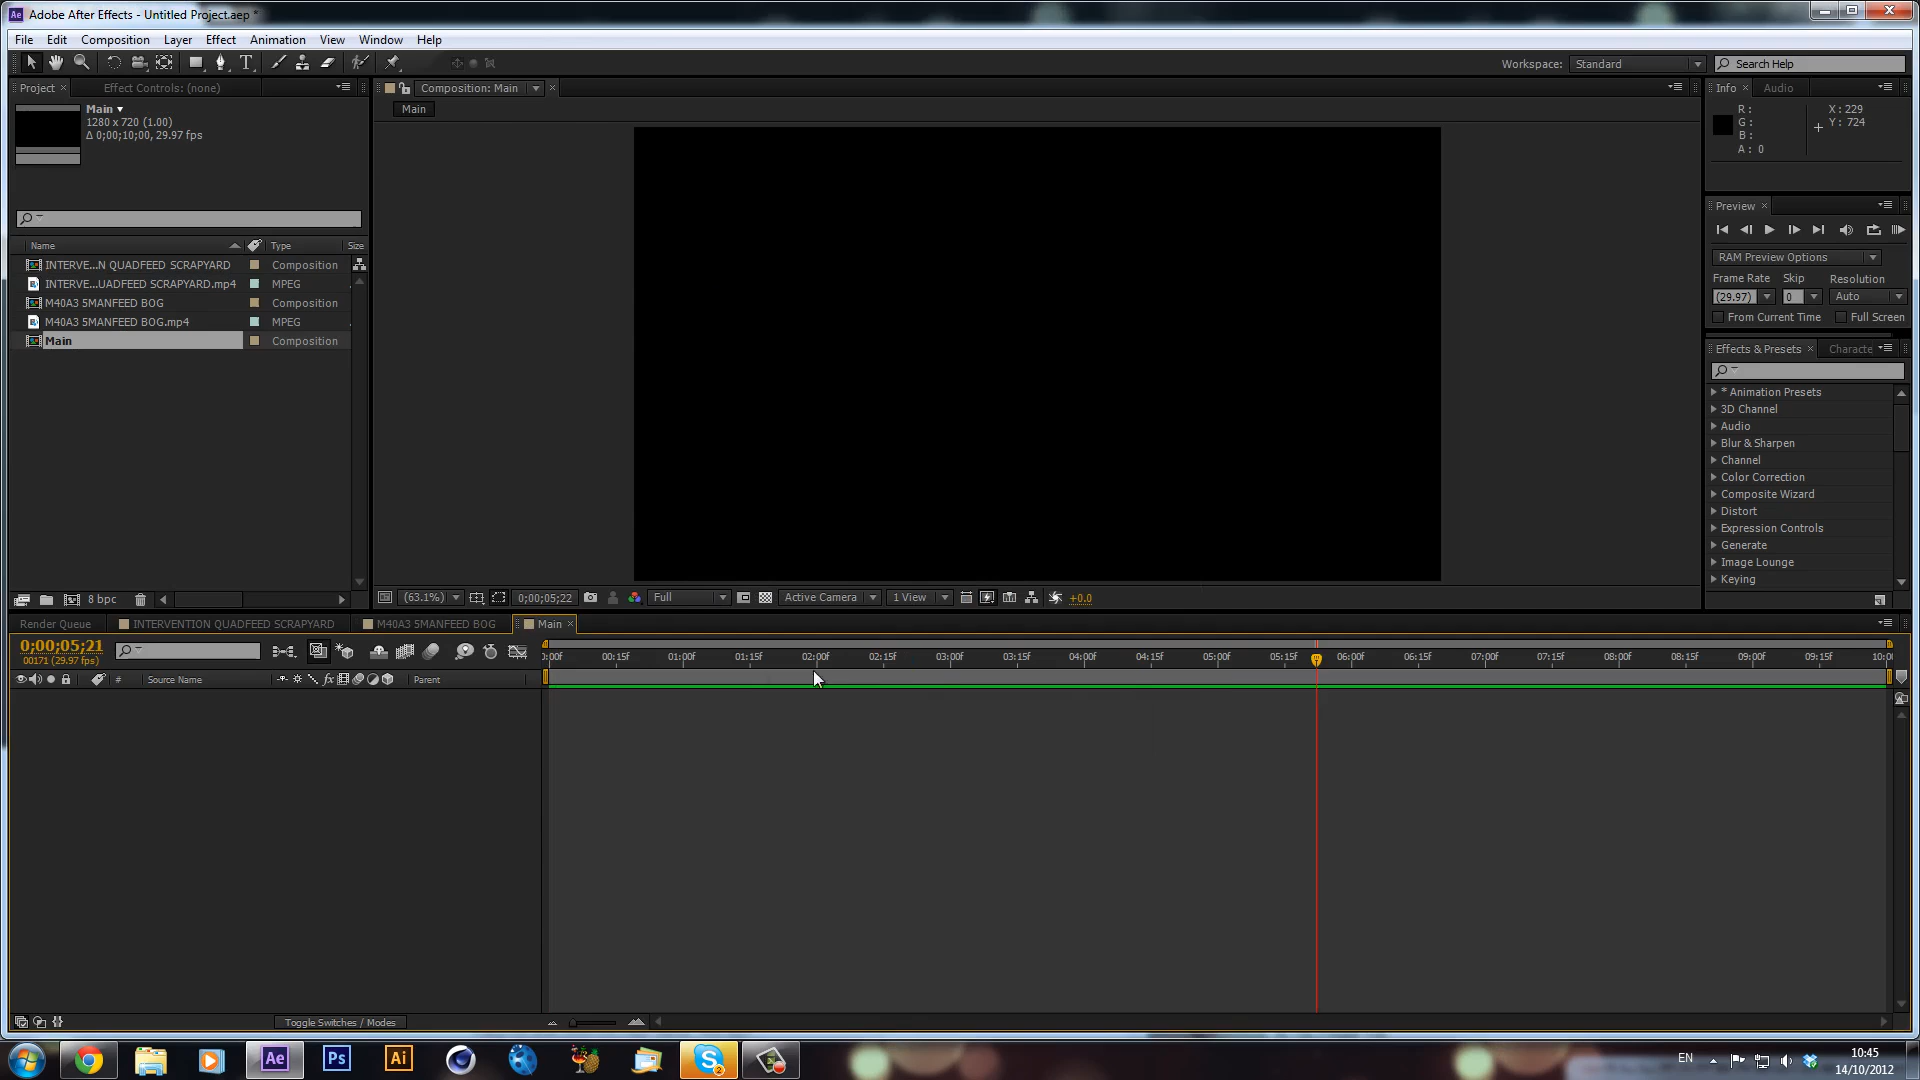 Adobe After Effects - Untitled Project.aep *
File Edit Composition Layer Effect Animation View Window Help
Workspace: Standard
Search Help
Project
Effect Controls: (none)
Main
1280 x 720 (1.00)
Δ 0;00;10;00, 29.97 fps
Name Type Size
INTERVE...N QUADFEED SCRAPYARD Composition
INTERVE...UADFEED SCRAPYARD.mp4 MPEG
M40A3 5MANFEED BOG Composition
M40A3 5MANFEED BOG.mp4 MPEG
Main Composition
8 bpc
Composition: Main
Main
(63.1%) 0;00;05;22 Full Active Camera 1 View +0.0
Info Audio
R: X: 229
G: Y: 724
B:
A: 0
Preview
RAM Preview Options
Frame Rate Skip Resolution
(29.97) 0 Auto
From Current Time Full Screen
Effects & Presets Characte
* Animation Presets
3D Channel
Audio
Blur & Sharpen
Channel
Color Correction
Composite Wizard
Distort
Expression Controls
Generate
Image Lounge
Keying
Render Queue INTERVENTION QUADFEED SCRAPYARD M40A3 5MANFEED BOG Main
0;00;05;21
00171 (29.97 fps)
):00f 00:15f 01:00f 01:15f 02:00f 02:15f 03:00f 03:15f 04:00f 04:15f 05:00f 05:15f 06:00f 06:15f 07:00f 07:15f 08:00f 08:15f 09:00f 09:15f 10:0
# Source Name Parent
Toggle Switches / Modes
Ae Ps Ai S 2
EN
10:45
14/10/2012